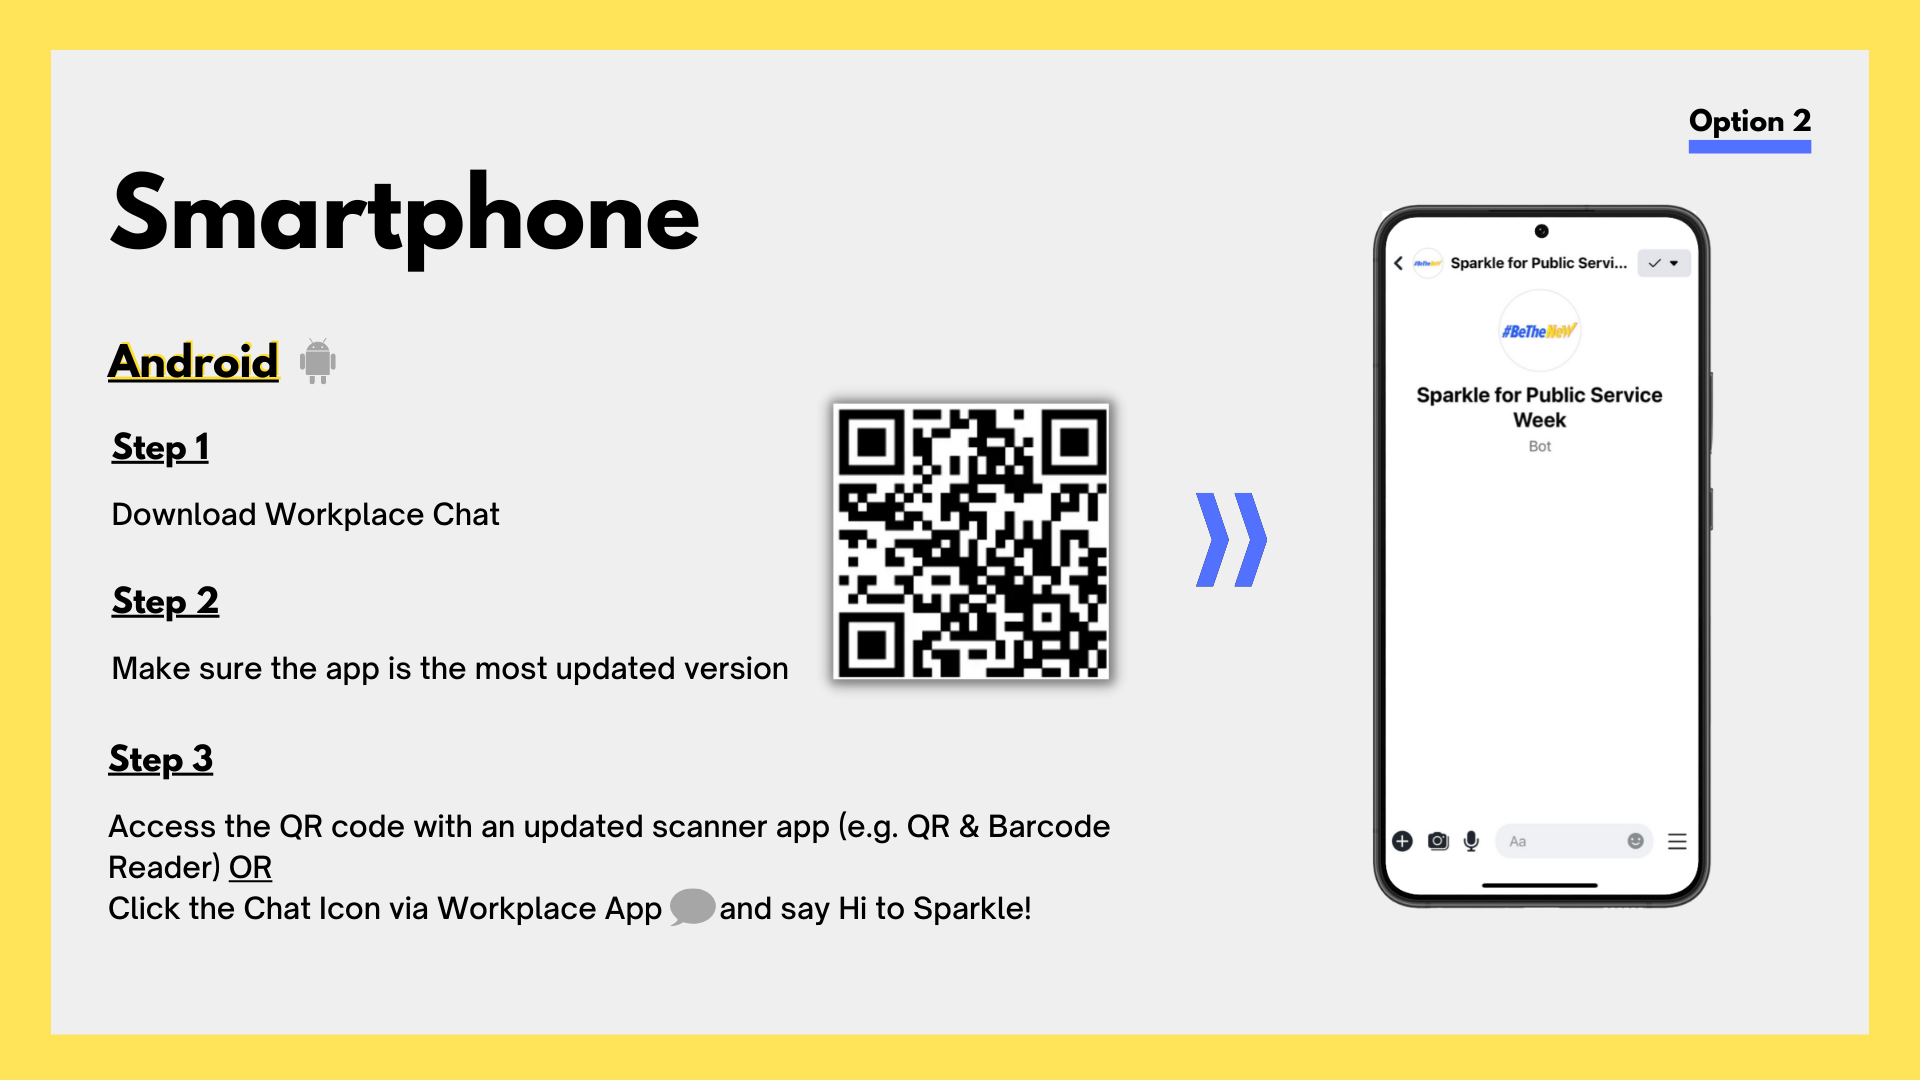 Option 2
Smartphone
Android
Step 1
Download Workplace Chat
Step 2
Make sure the app is the most updated version
Step 3
Access the QR code with an updated scanner app (e.g. QR & Barcode
Reader) OR
Click the Chat Icon via Workplace App and say Hi to Sparkle!
#BeTheNeW Sparkle for Public Servi...
#BeTheNeW
Sparkle for Public Service
Week
Bot
Aa